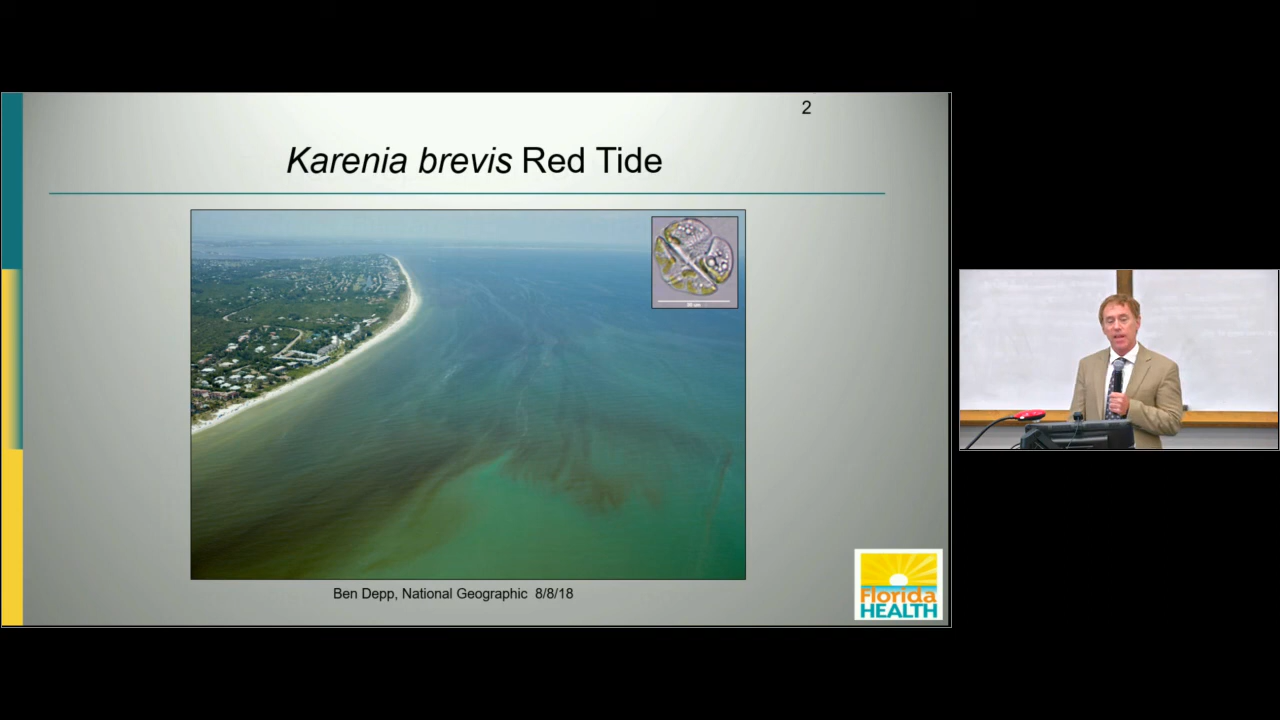 2
Karenia brevis Red Tide
Ben Depp, National Geographic 8/8/18
Florida
HEALTH